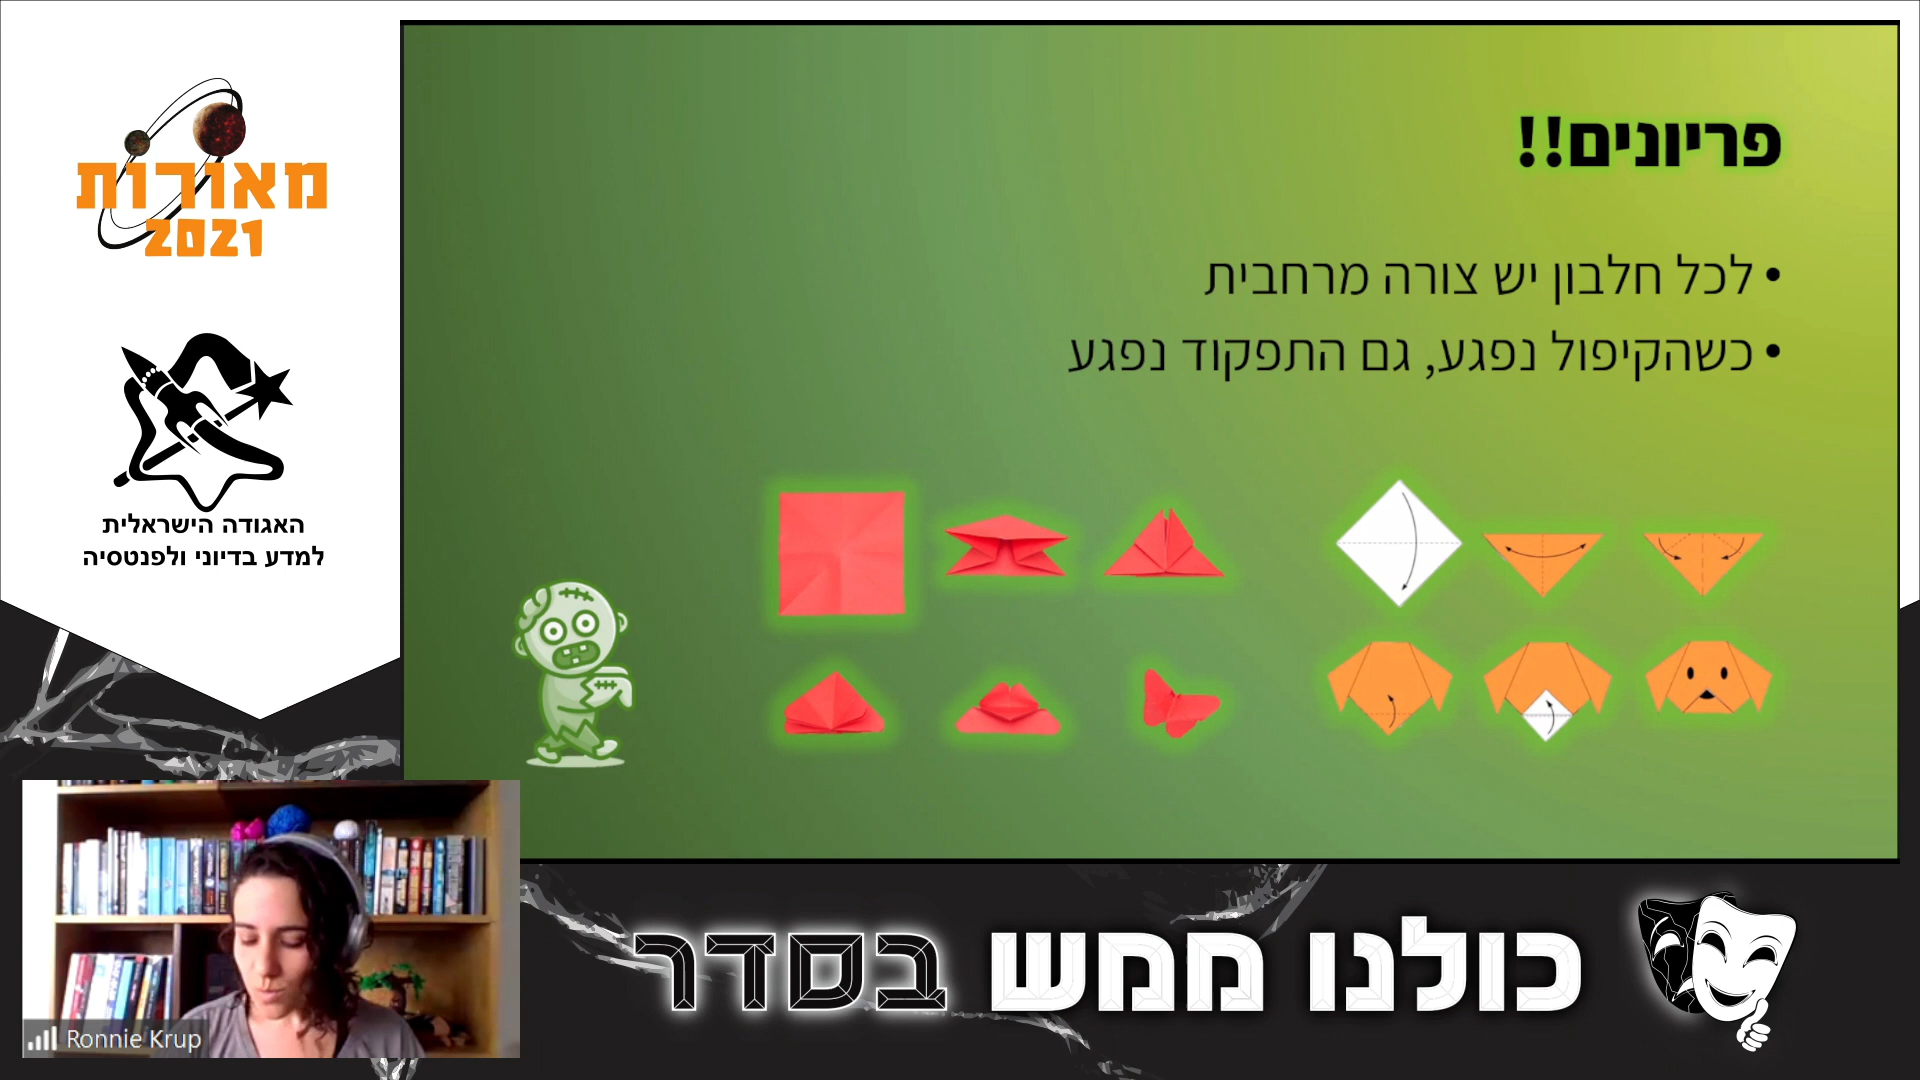 מאורות
2021
האגודה הישראלית
למדע בדיוני ולפנטסיה
פריונים!!
• לכל חלבון יש צורה מרחבית
• כשהקיפול נפגע, גם התפקוד נפגע
Ronnie Krup
כולנו ממש בסדר